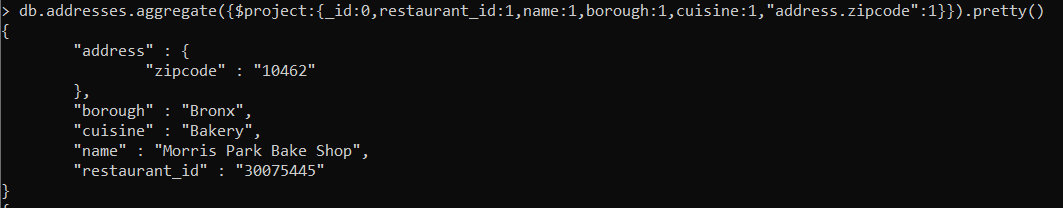 > db.addresses.aggregate({$project:{_id:0,restaurant_id:1,name:1,borough:1,cuisine:1,"address.zipcode":1}}).pretty()
{
"address" : {
"zipcode" : "10462"
},
"borough" : "Bronx",
"cuisine" : "Bakery",
"name" : "Morris Park Bake Shop",
"restaurant_id" : "30075445"
}